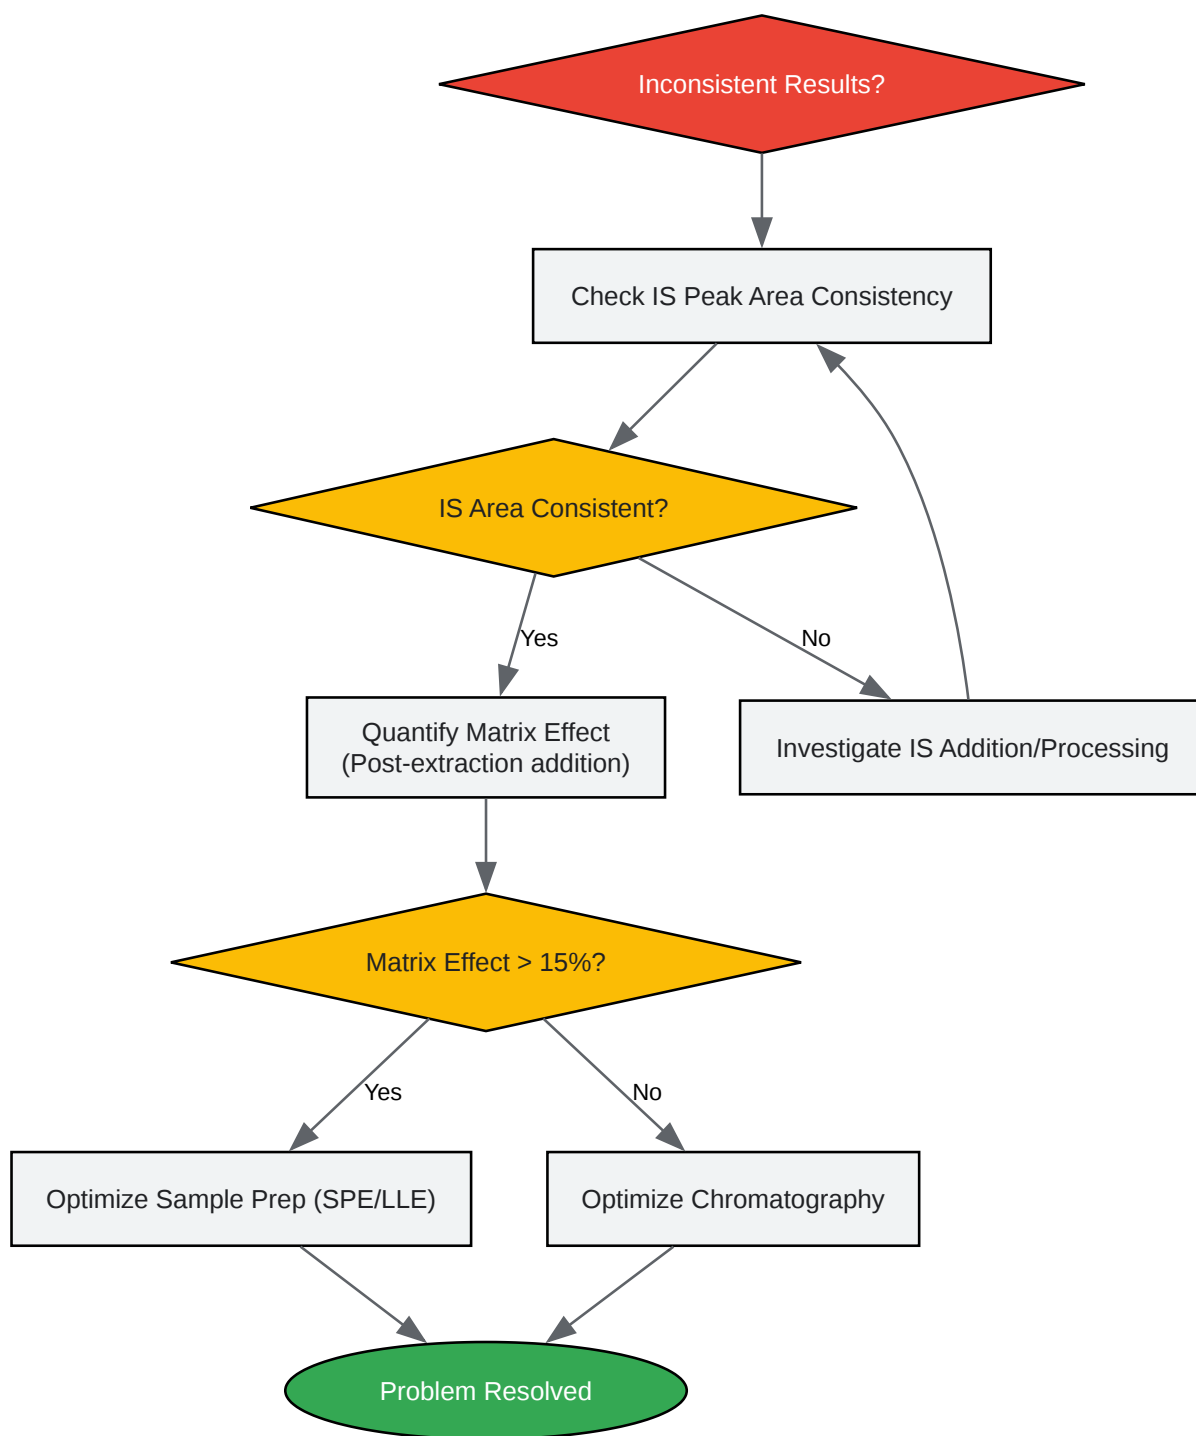 Inconsistent Results?
Check IS Peak Area Consistency
IS Area Consistent?
Yes
No
Quantify Matrix Effect
(Post-extraction addition)
Investigate IS Addition/Processing
Matrix Effect > 15%?
Yes
No
Optimize Sample Prep (SPE/LLE)
Optimize Chromatography
Problem Resolved